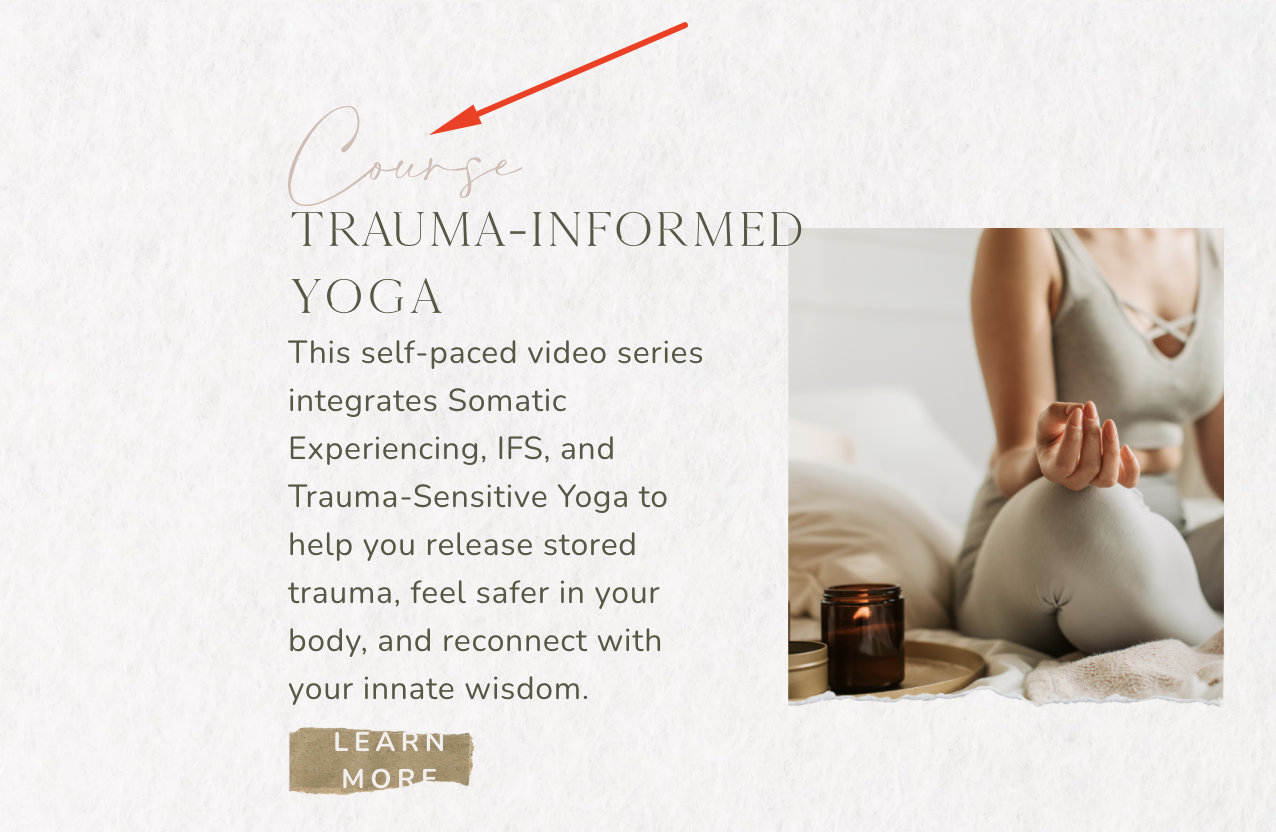 Course
TRAUMA-INFORMED
YOGA
This self-paced video series
integrates Somatic
Experiencing, IFS, and
Trauma-Sensitive Yoga to
help you release stored
trauma, feel safer in your
body, and reconnect with
your innate wisdom.
LEARN
MORE